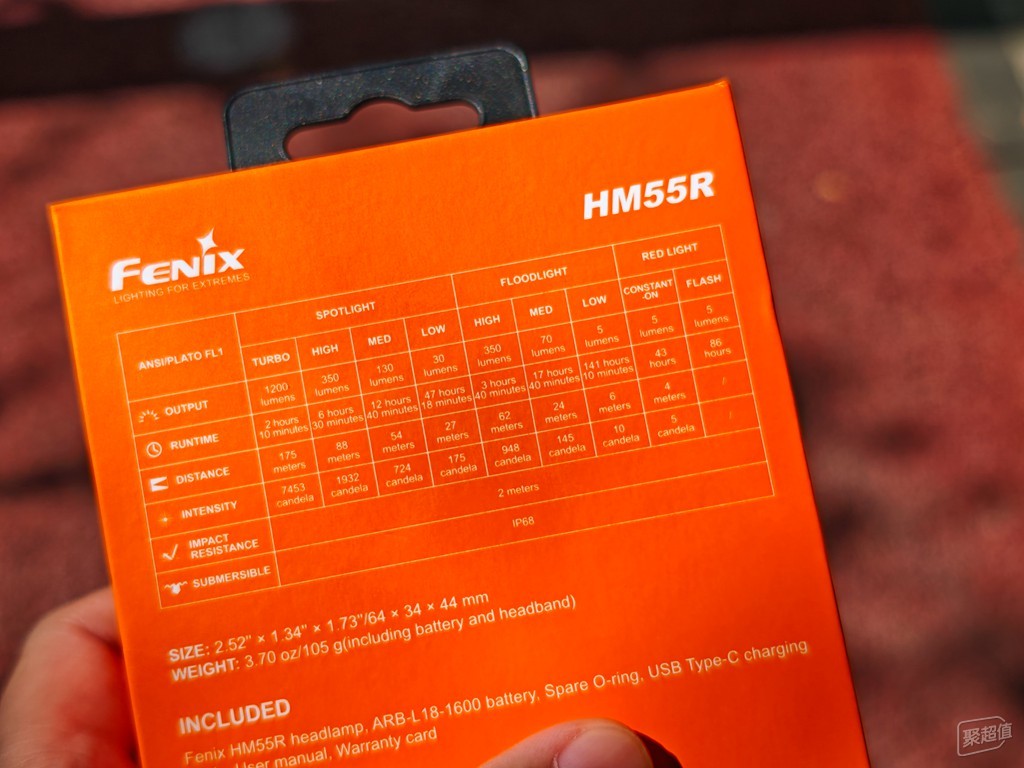 HM55R
FENIX
LIGHTING FOR EXTREMES
ANSI/PLATO FL1 SPOTLIGHT FLOODLIGHT RED LIGHT
TURBO HIGH MED LOW HIGH MED LOW CONSTANT -ON FLASH
OUTPUT 1200 lumens 350 lumens 130 lumens 30 lumens 350 lumens 70 lumens 5 lumens 5 lumens 5 lumens
RUNTIME 2 hours 10 minutes 6 hours 30 minutes 12 hours 40 minutes 47 hours 18 minutes 3 hours 40 minutes 17 hours 40 minutes 141 hours 10 minutes 43 hours 86 hours
DISTANCE 175 meters 88 meters 54 meters 27 meters 62 meters 24 meters 6 meters 4 meters /
INTENSITY 7453 candela 1932 candela 724 candela 175 candela 948 candela 145 candela 10 candela 5 candela /
IMPACT RESISTANCE 2 meters
SUBMERSIBLE IP68
SIZE: 2.52" × 1.34" × 1.73"/64 × 34 × 44 mm
WEIGHT: 3.70 oz/105 g(including battery and headband)
INCLUDED
Fenix HM55R headlamp, ARB-L18-1600 battery, Spare O-ring, USB Type-C charging
User manual, Warranty card
聚超值